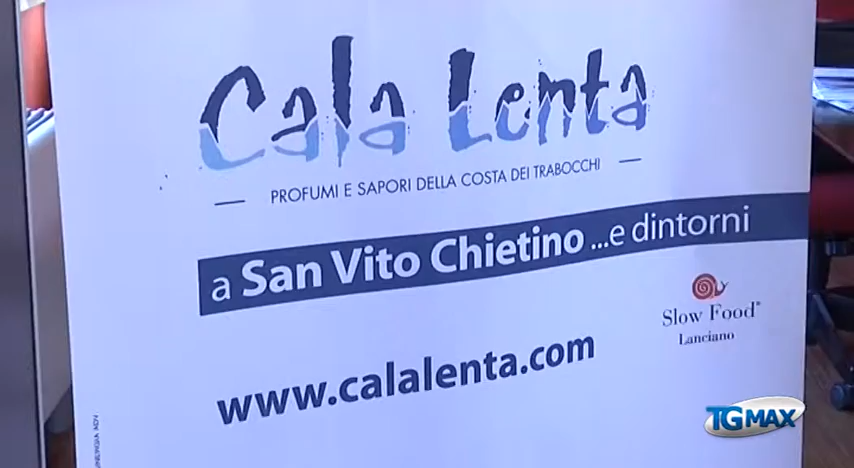 Cala Lenta
PROFUMI E SAPORI DELLA COSTA DEI TRABOCCHI
a San Vito Chietino ...e dintorni
Slow Food®
Lanciano
www.calalenta.com
TGMAX